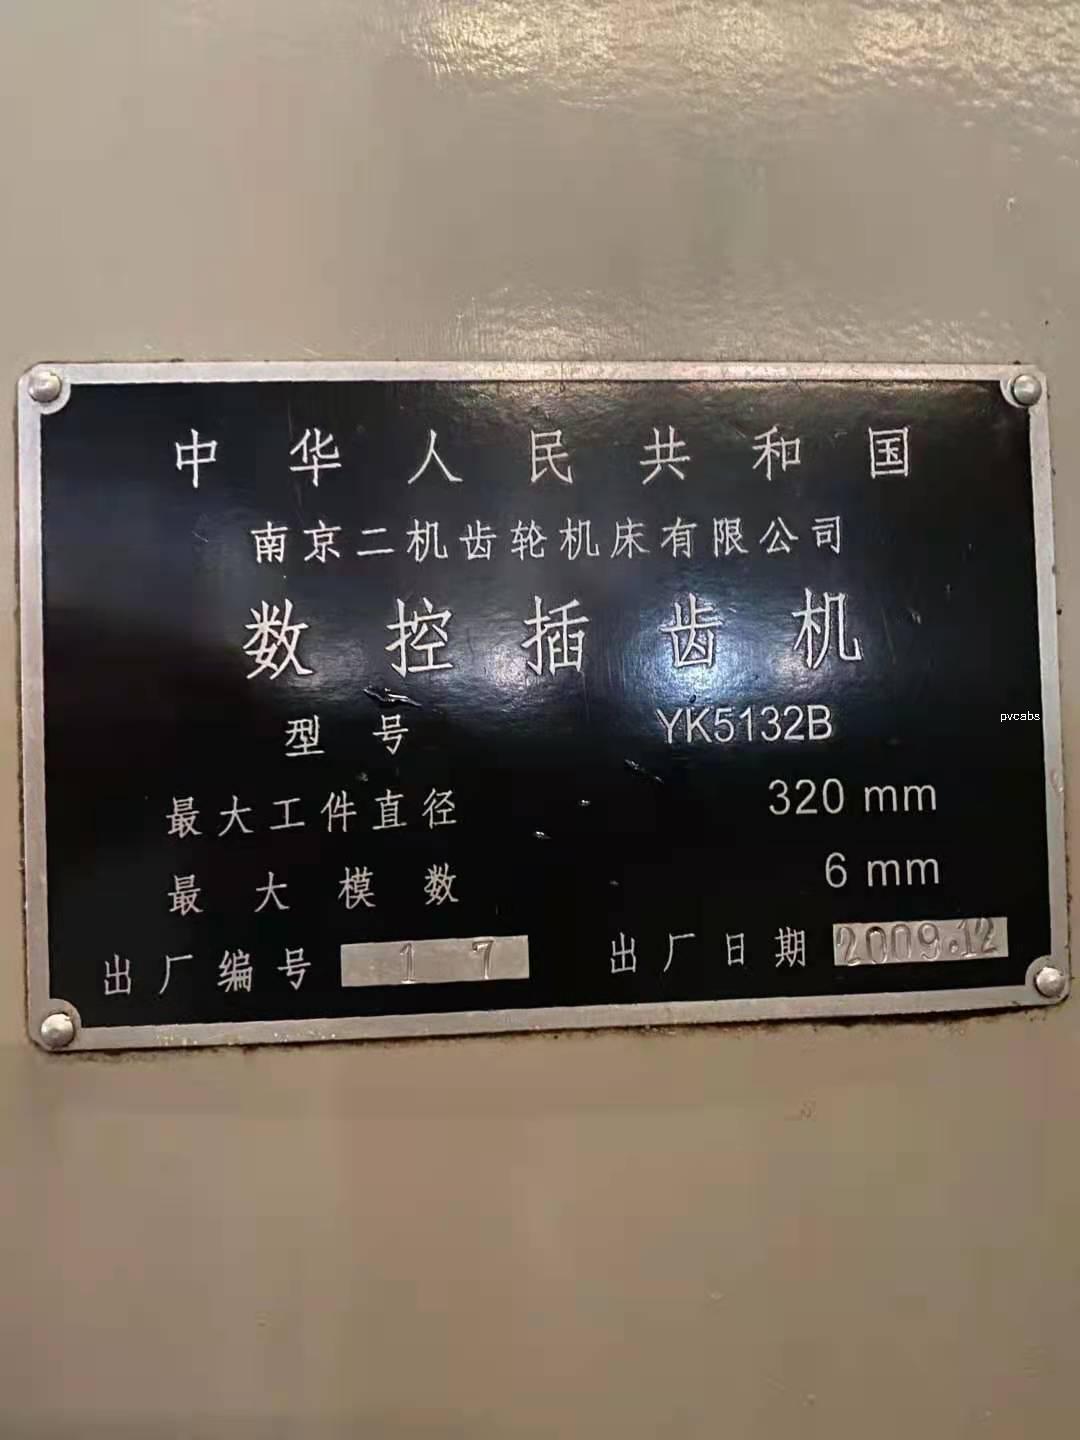 中华人民共和国
南京二机齿轮机床有限公司
数控插齿机
型号 YK5132B
pvcabs
最大工件直径 320 mm
最大模数 6 mm
出厂编号 1 7 出厂日期 2009.12